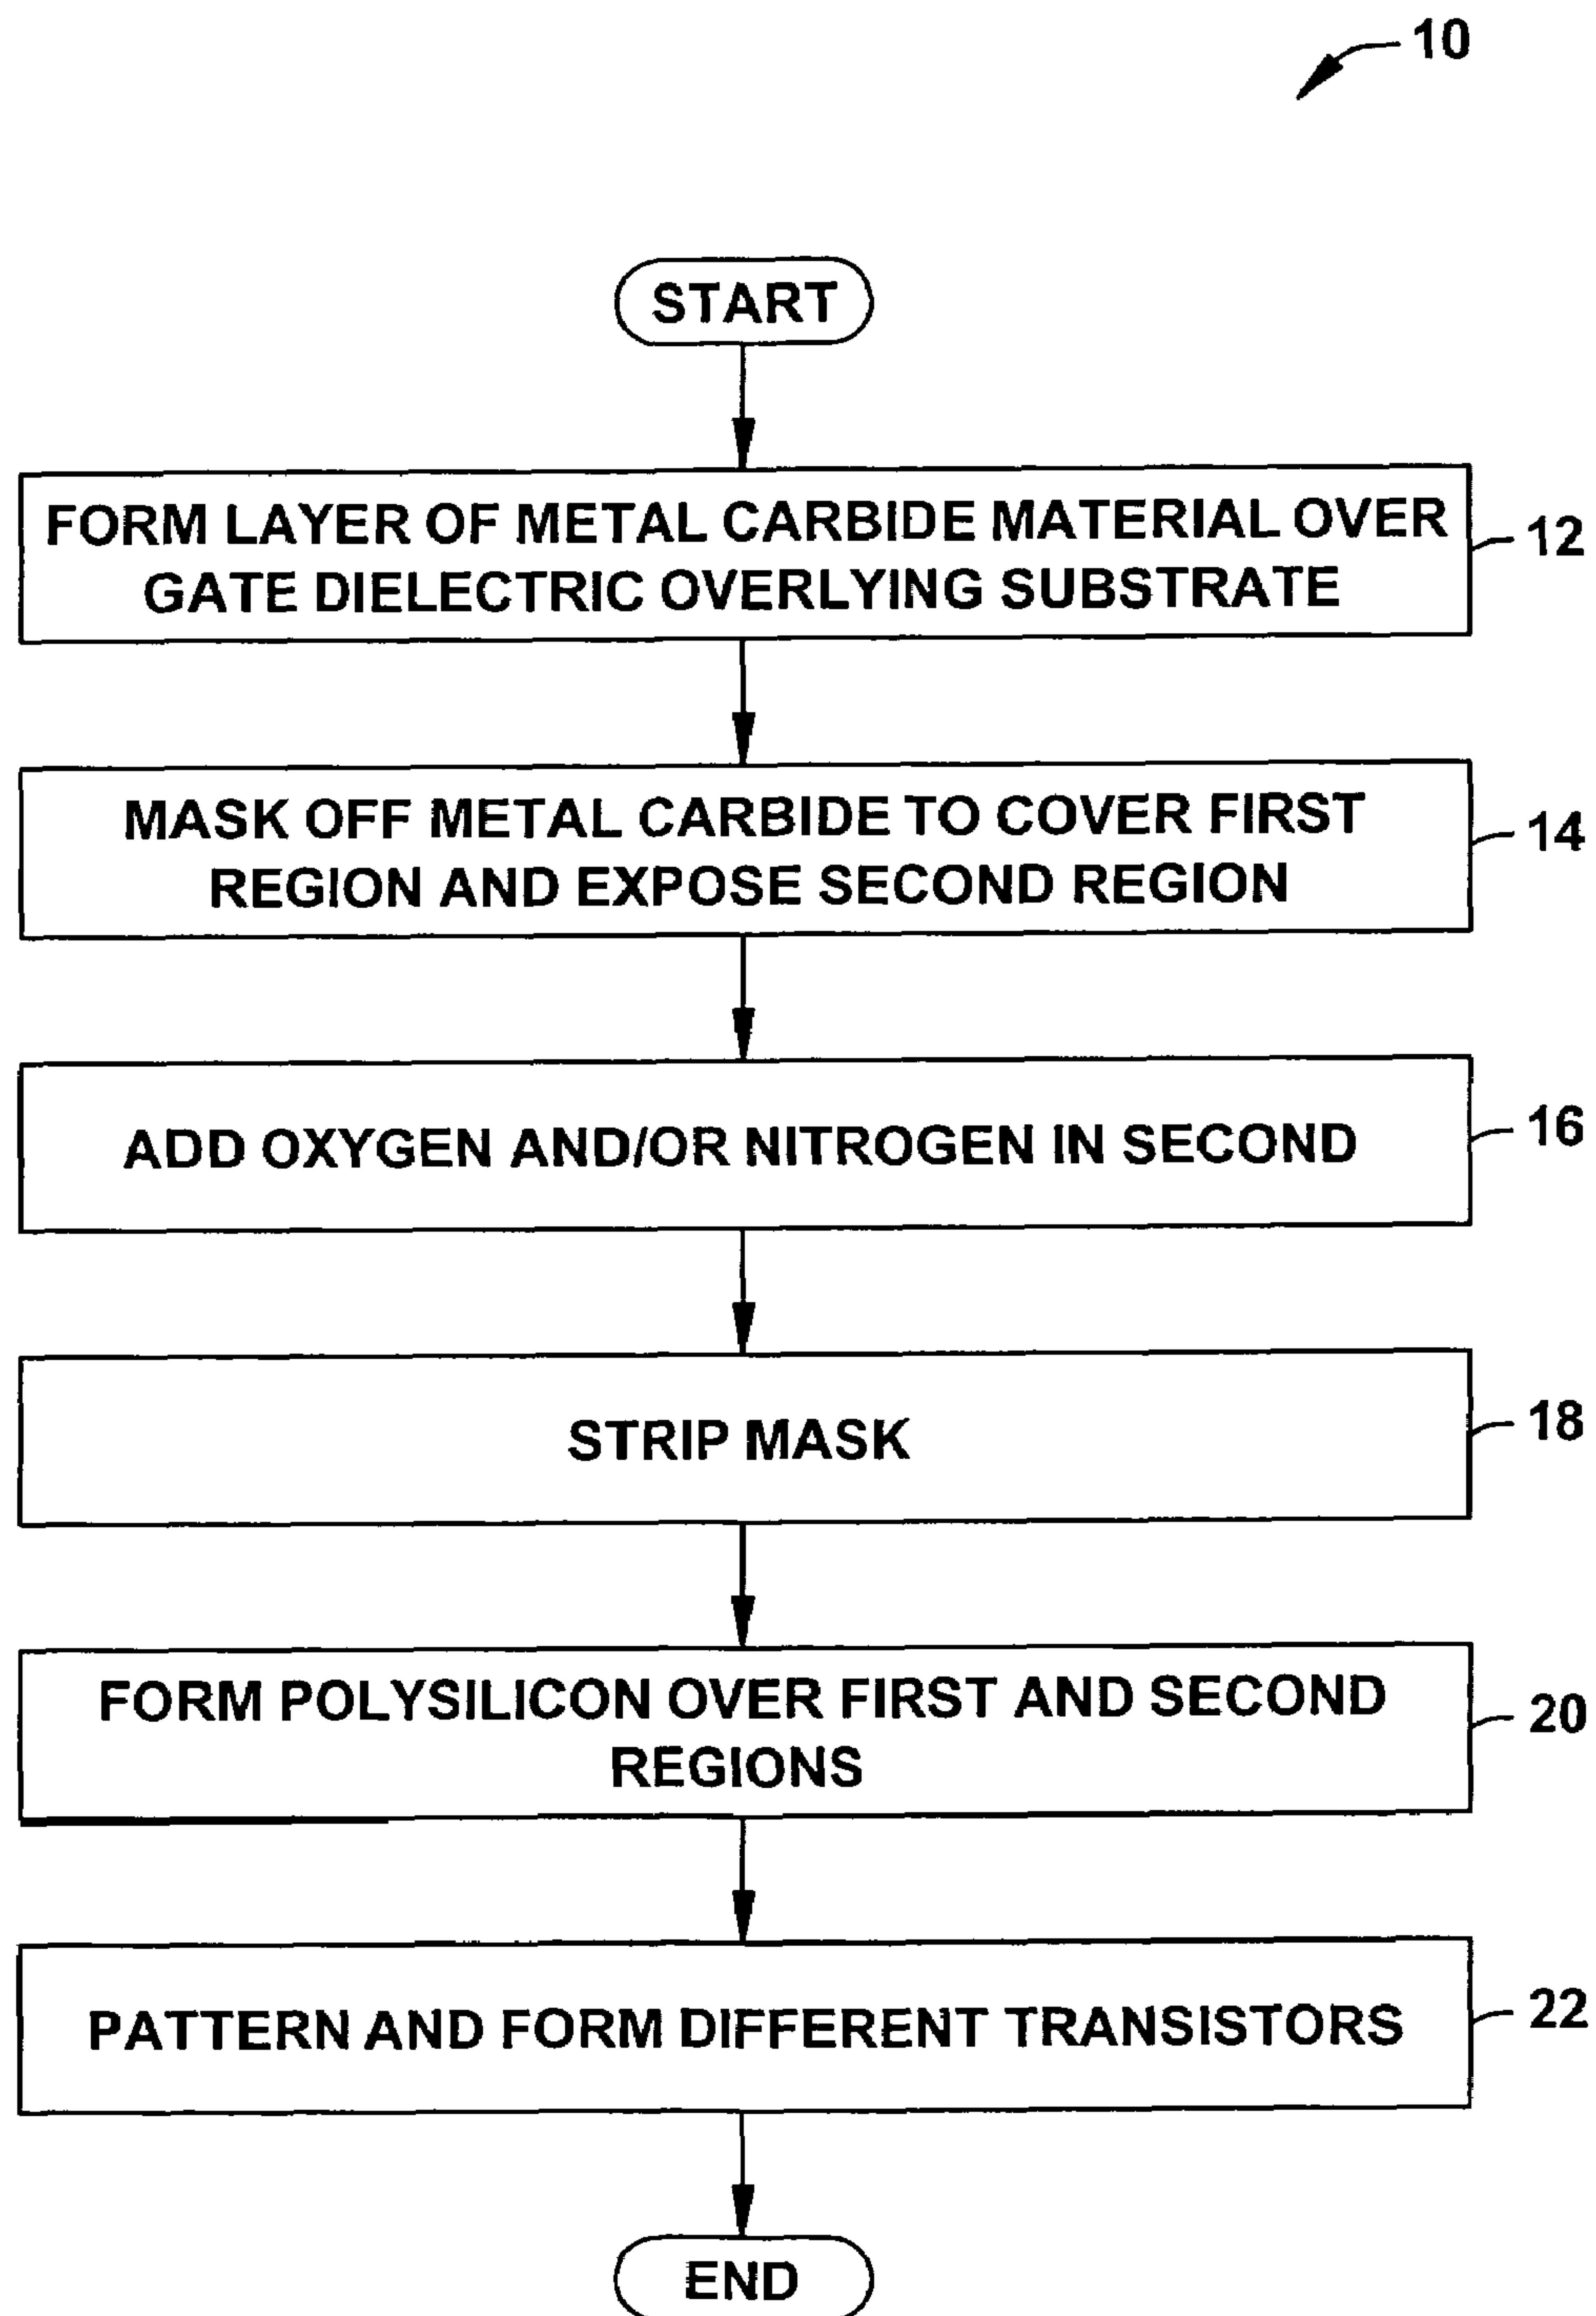 10
START
FORM LAYER OF METAL CARBIDE MATERIAL OVER
GATE DIELECTRIC OVERLYING SUBSTRATE
12
MASK OFF METAL CARBIDE TO COVER FIRST
REGION AND EXPOSE SECOND REGION
14
ADD OXYGEN AND/OR NITROGEN IN SECOND
16
STRIP MASK
18
FORM POLYSILICON OVER FIRST AND SECOND
REGIONS
20
PATTERN AND FORM DIFFERENT TRANSISTORS
22
END